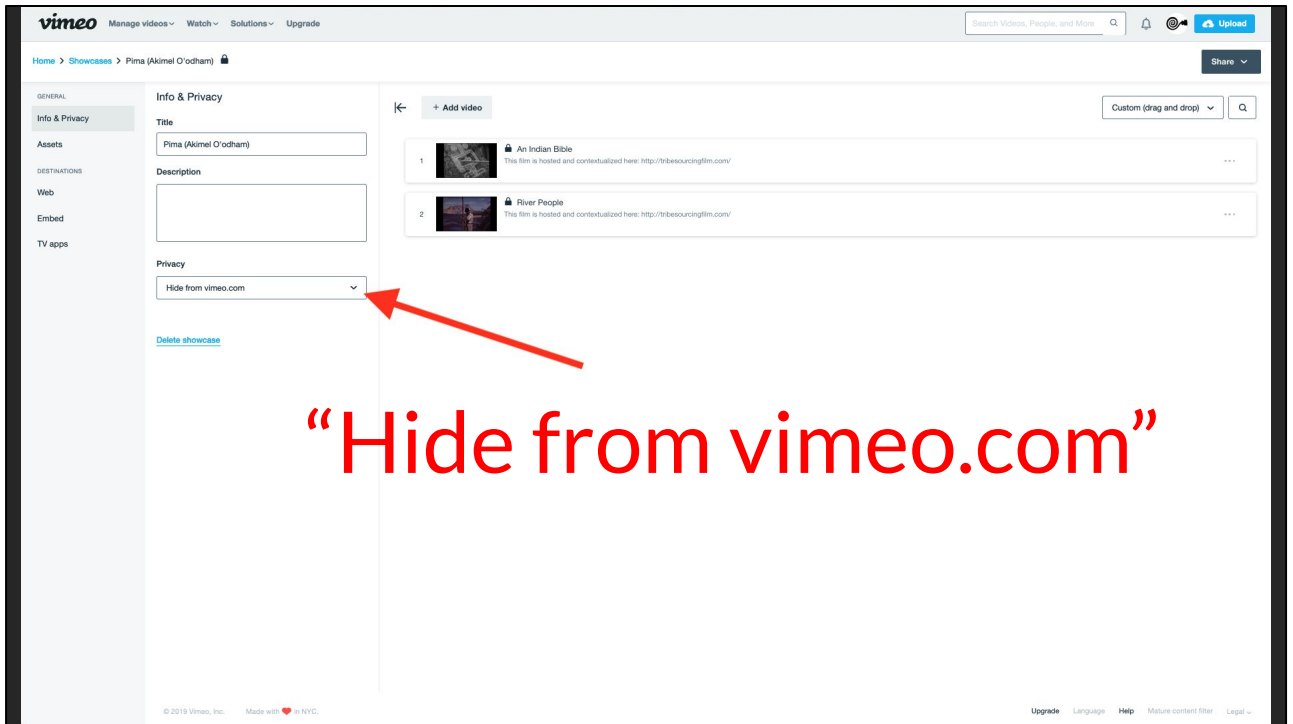 vimeo Manage videos Watch Solutions Upgrade Search Videos, People, and More Upload
Home > Showcases > Pima (Akimel O'odham) Share
GENERAL
Info & Privacy
Assets
DESTINATIONS
Web
Embed
TV apps
Info & Privacy
Title
Pima (Akimel O'odham)
Description
Privacy
Hide from vimeo.com
Delete showcase
+ Add video Custom (drag and drop)
1
An Indian Bible
This film is hosted and contextualized here: http://tribesourcingfilm.com/
2
River People
This film is hosted and contextualized here: http://tribesourcingfilm.com/
“Hide from vimeo.com”
© 2019 Vimeo, Inc. Made with ❤ in NYC. Upgrade Language Help Mature content filter Legal